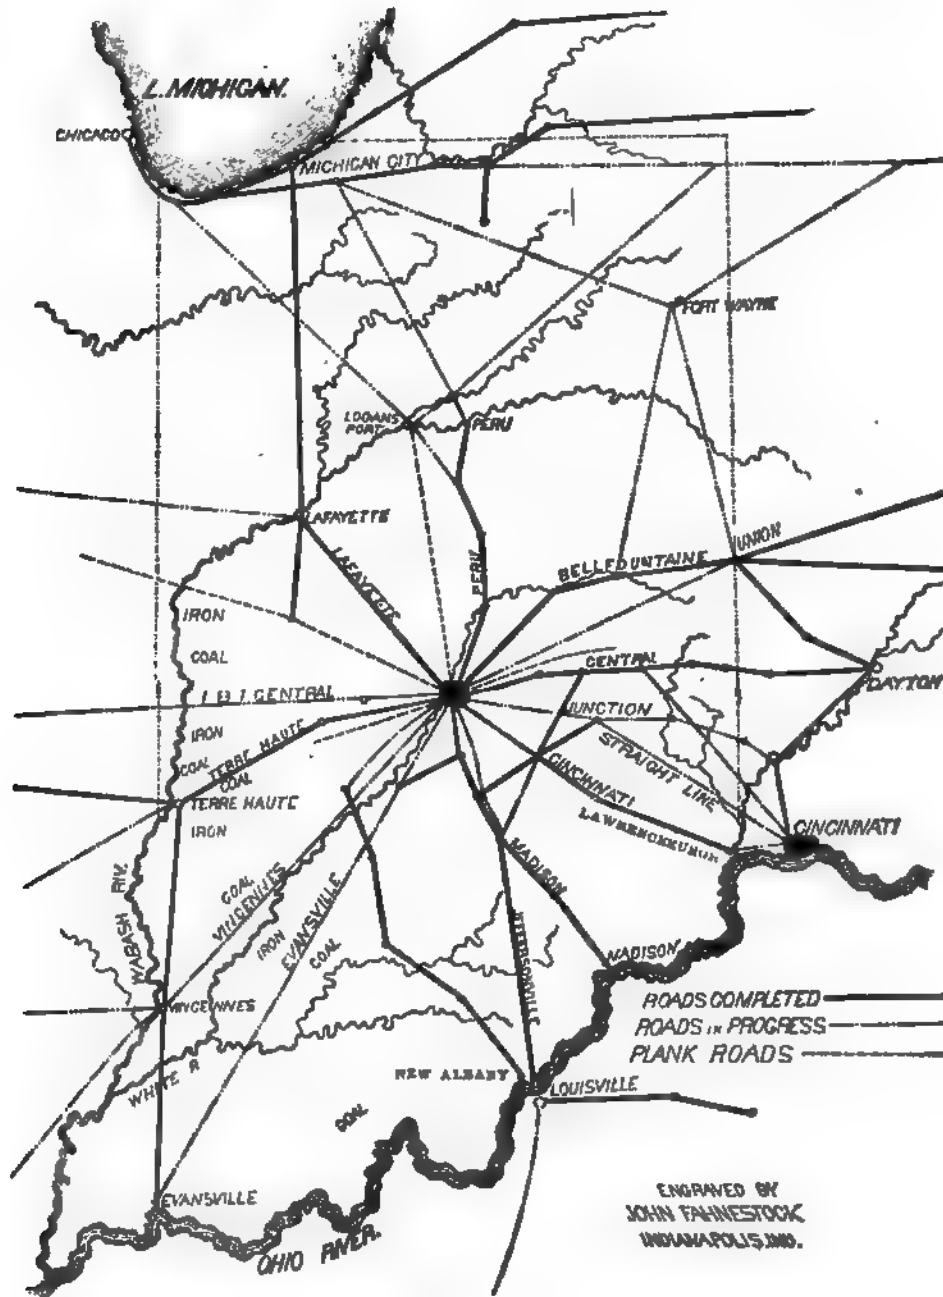 L. MICHIGAN.
CHICAGO
MICHIGAN CITY
FORT WAYNE
LOGANS
PORT
PERU
LAFAYETTE
UNION
BELLEFOUNTAINE
LAFAYETTE
PERU
IRON
COAL
CENTRAL
DAYTON
I B I CENTRAL
JUNCTION
IRON
TERRE HAUTE
STRAIGHT LINE
COAL
COAL
CINCINNATI
TERRE HAUTE
IRON
LAWRENCEBURGH
CINCINNATI
MADISON
COAL
VINCENNES
WABASH RIV.
IRON
EVANSVILLE
COAL
JEFFERSONVILLE
MADISON
VINCENNES
ROADS COMPLETED
ROADS IN PROGRESS
PLANK ROADS
WHITE R
NEW ALBANY
LOUISVILLE
COAL
EVANSVILLE
OHIO RIVER.
ENGRAVED BY
JOHN FAHNESTOCK
INDIANAPOLIS, IND.